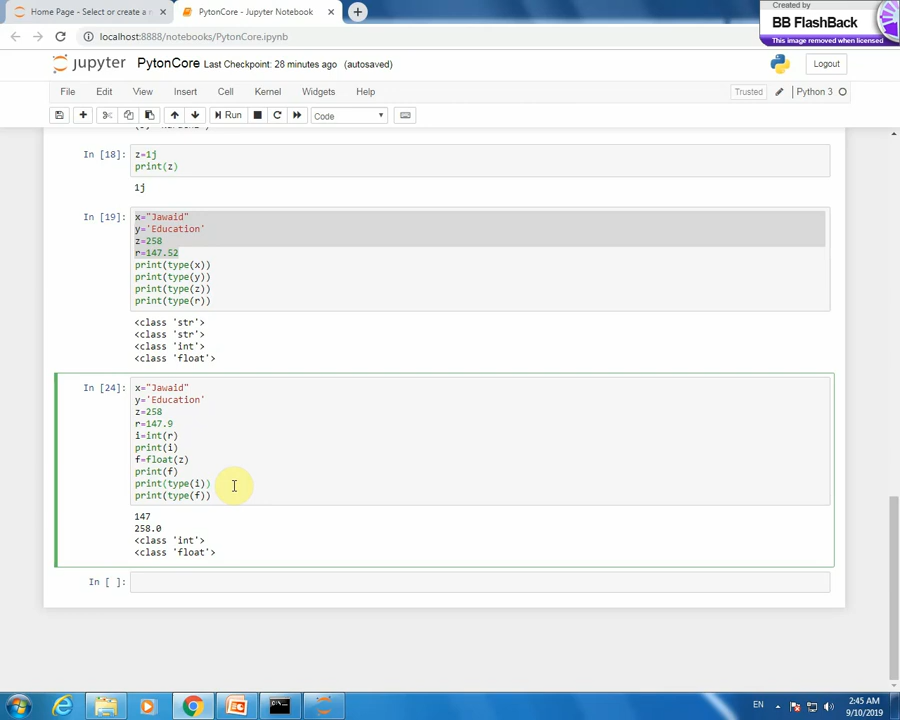 Home Page - Select or create a n
PytonCore - Jupyter Notebook
Created by
BB FlashBack
This image removed when licensed
localhost:8888/notebooks/PytonCore.ipynb
jupyter PytonCore Last Checkpoint: 28 minutes ago (autosaved)
Logout
File Edit View Insert Cell Kernel Widgets Help
Trusted
Python 3
Run
Code
In [18]:
z=1j
print(z)
1j
In [19]:
x="Jawaid"
y='Education'
z=258
r=147.52
print(type(x))
print(type(y))
print(type(z))
print(type(r))
<class 'str'>
<class 'str'>
<class 'int'>
<class 'float'>
In [24]:
x="Jawaid"
y='Education'
z=258
r=147.9
i=int(r)
print(i)
f=float(z)
print(f)
print(type(i))
print(type(f))
147
258.0
<class 'int'>
<class 'float'>
In [ ]:
EN
2:45 AM
9/10/2019